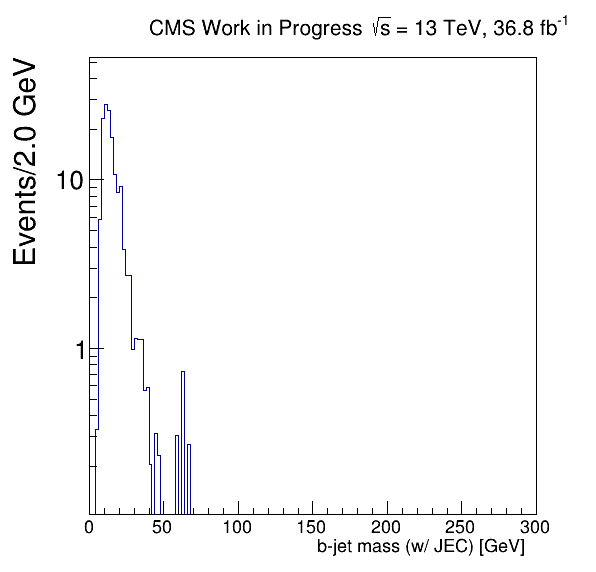 CMS Work in Progress √s = 13 TeV, 36.8 fb⁻¹
Events/2.0 GeV
10
1
0 50 100 150 200 250 300
b-jet mass (w/ JEC) [GeV]